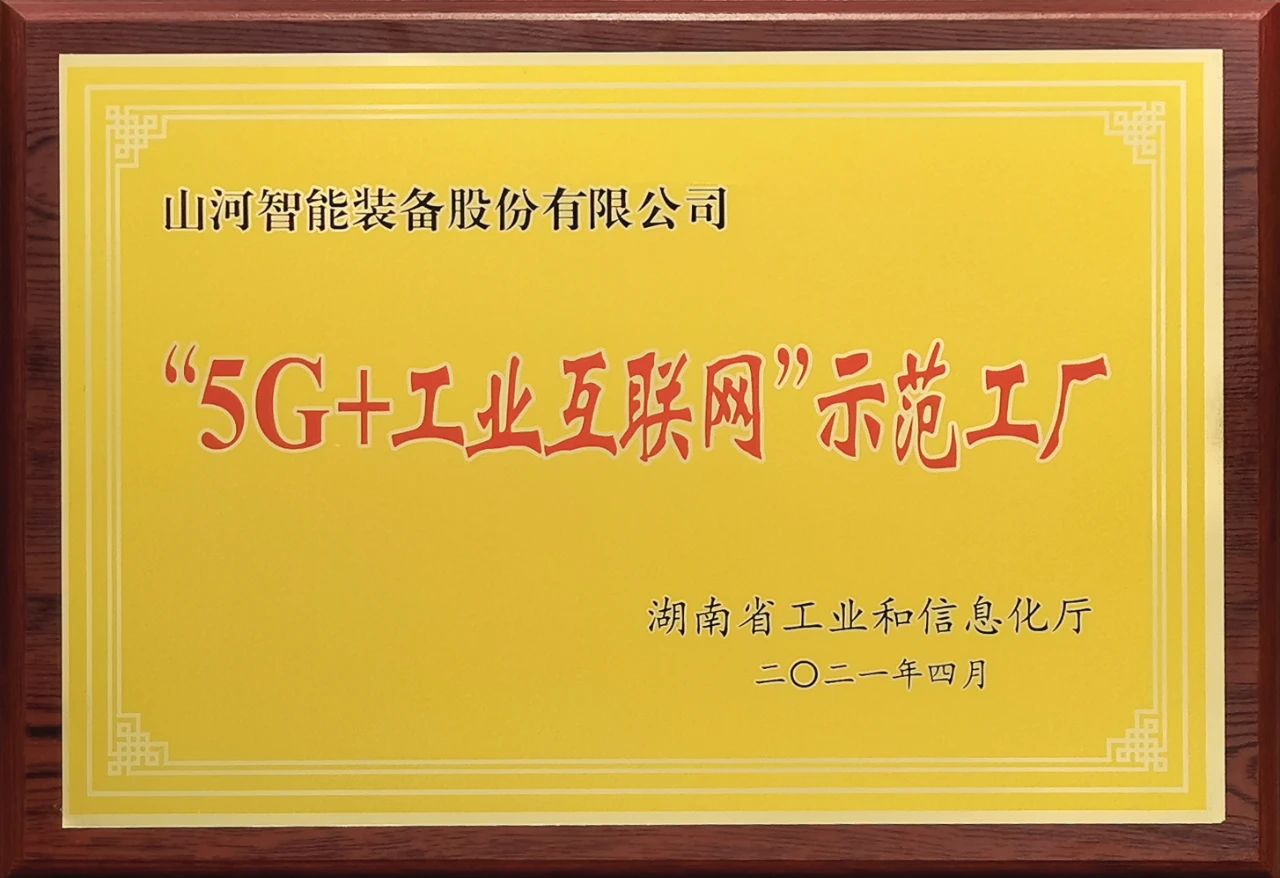 山河智能装备股份有限公司
“5G+工业互联网”示范工厂
湖南省工业和信息化厅
二〇二一年四月